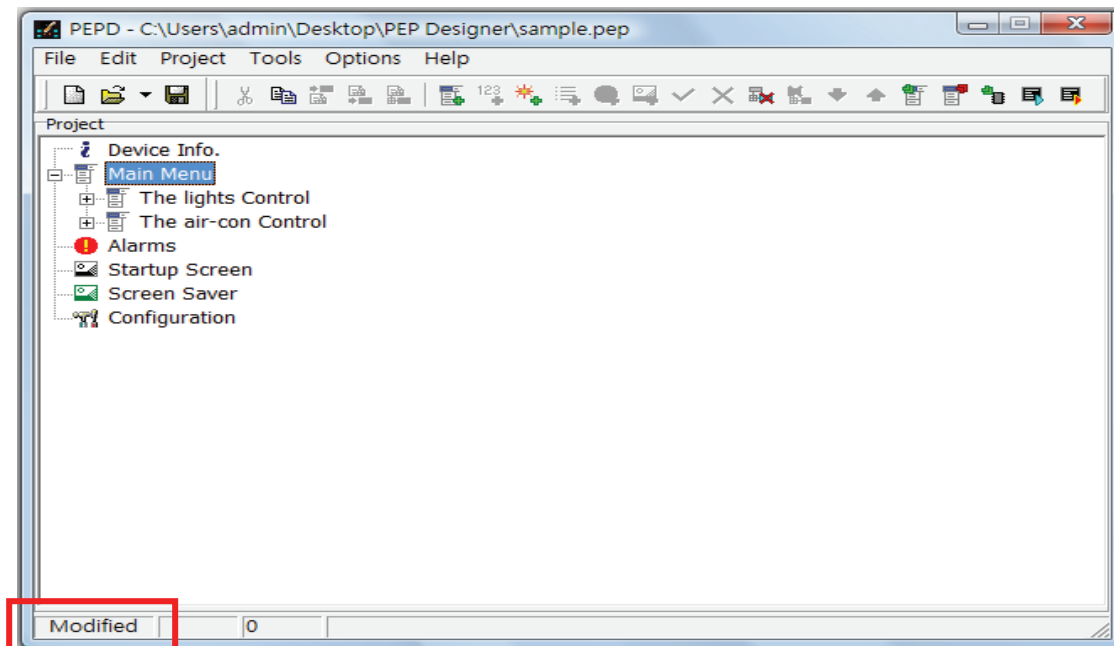 PEPD - C:\Users\admin\Desktop\PEP Designer\sample.pep
File Edit Project Tools Options Help
123
Project
Device Info.
Main Menu
The lights Control
The air-con Control
Alarms
Startup Screen
Screen Saver
Configuration
Modified 0